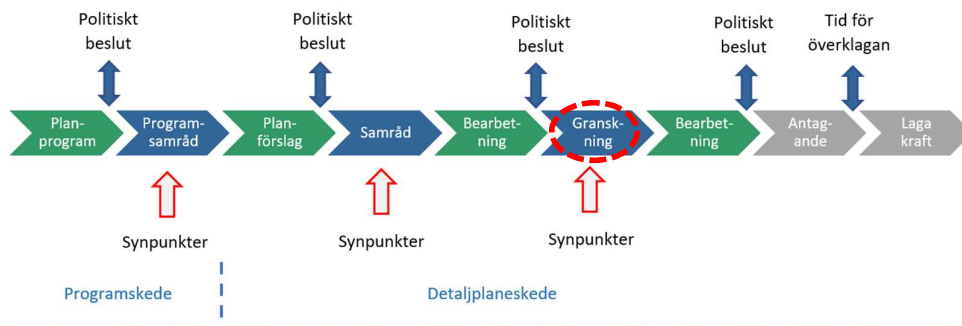 Politiskt
beslut
Politiskt
beslut
Politiskt
beslut
Politiskt
beslut
Tid för
överklagan
Plan-
program
Program-
samråd
Plan-
förslag
Samråd
Bearbet-
ning
Gransk-
ning
Bearbet-
ning
Antag-
ande
Laga
kraft
Synpunkter
Synpunkter
Synpunkter
Programskede
Detaljplaneskede